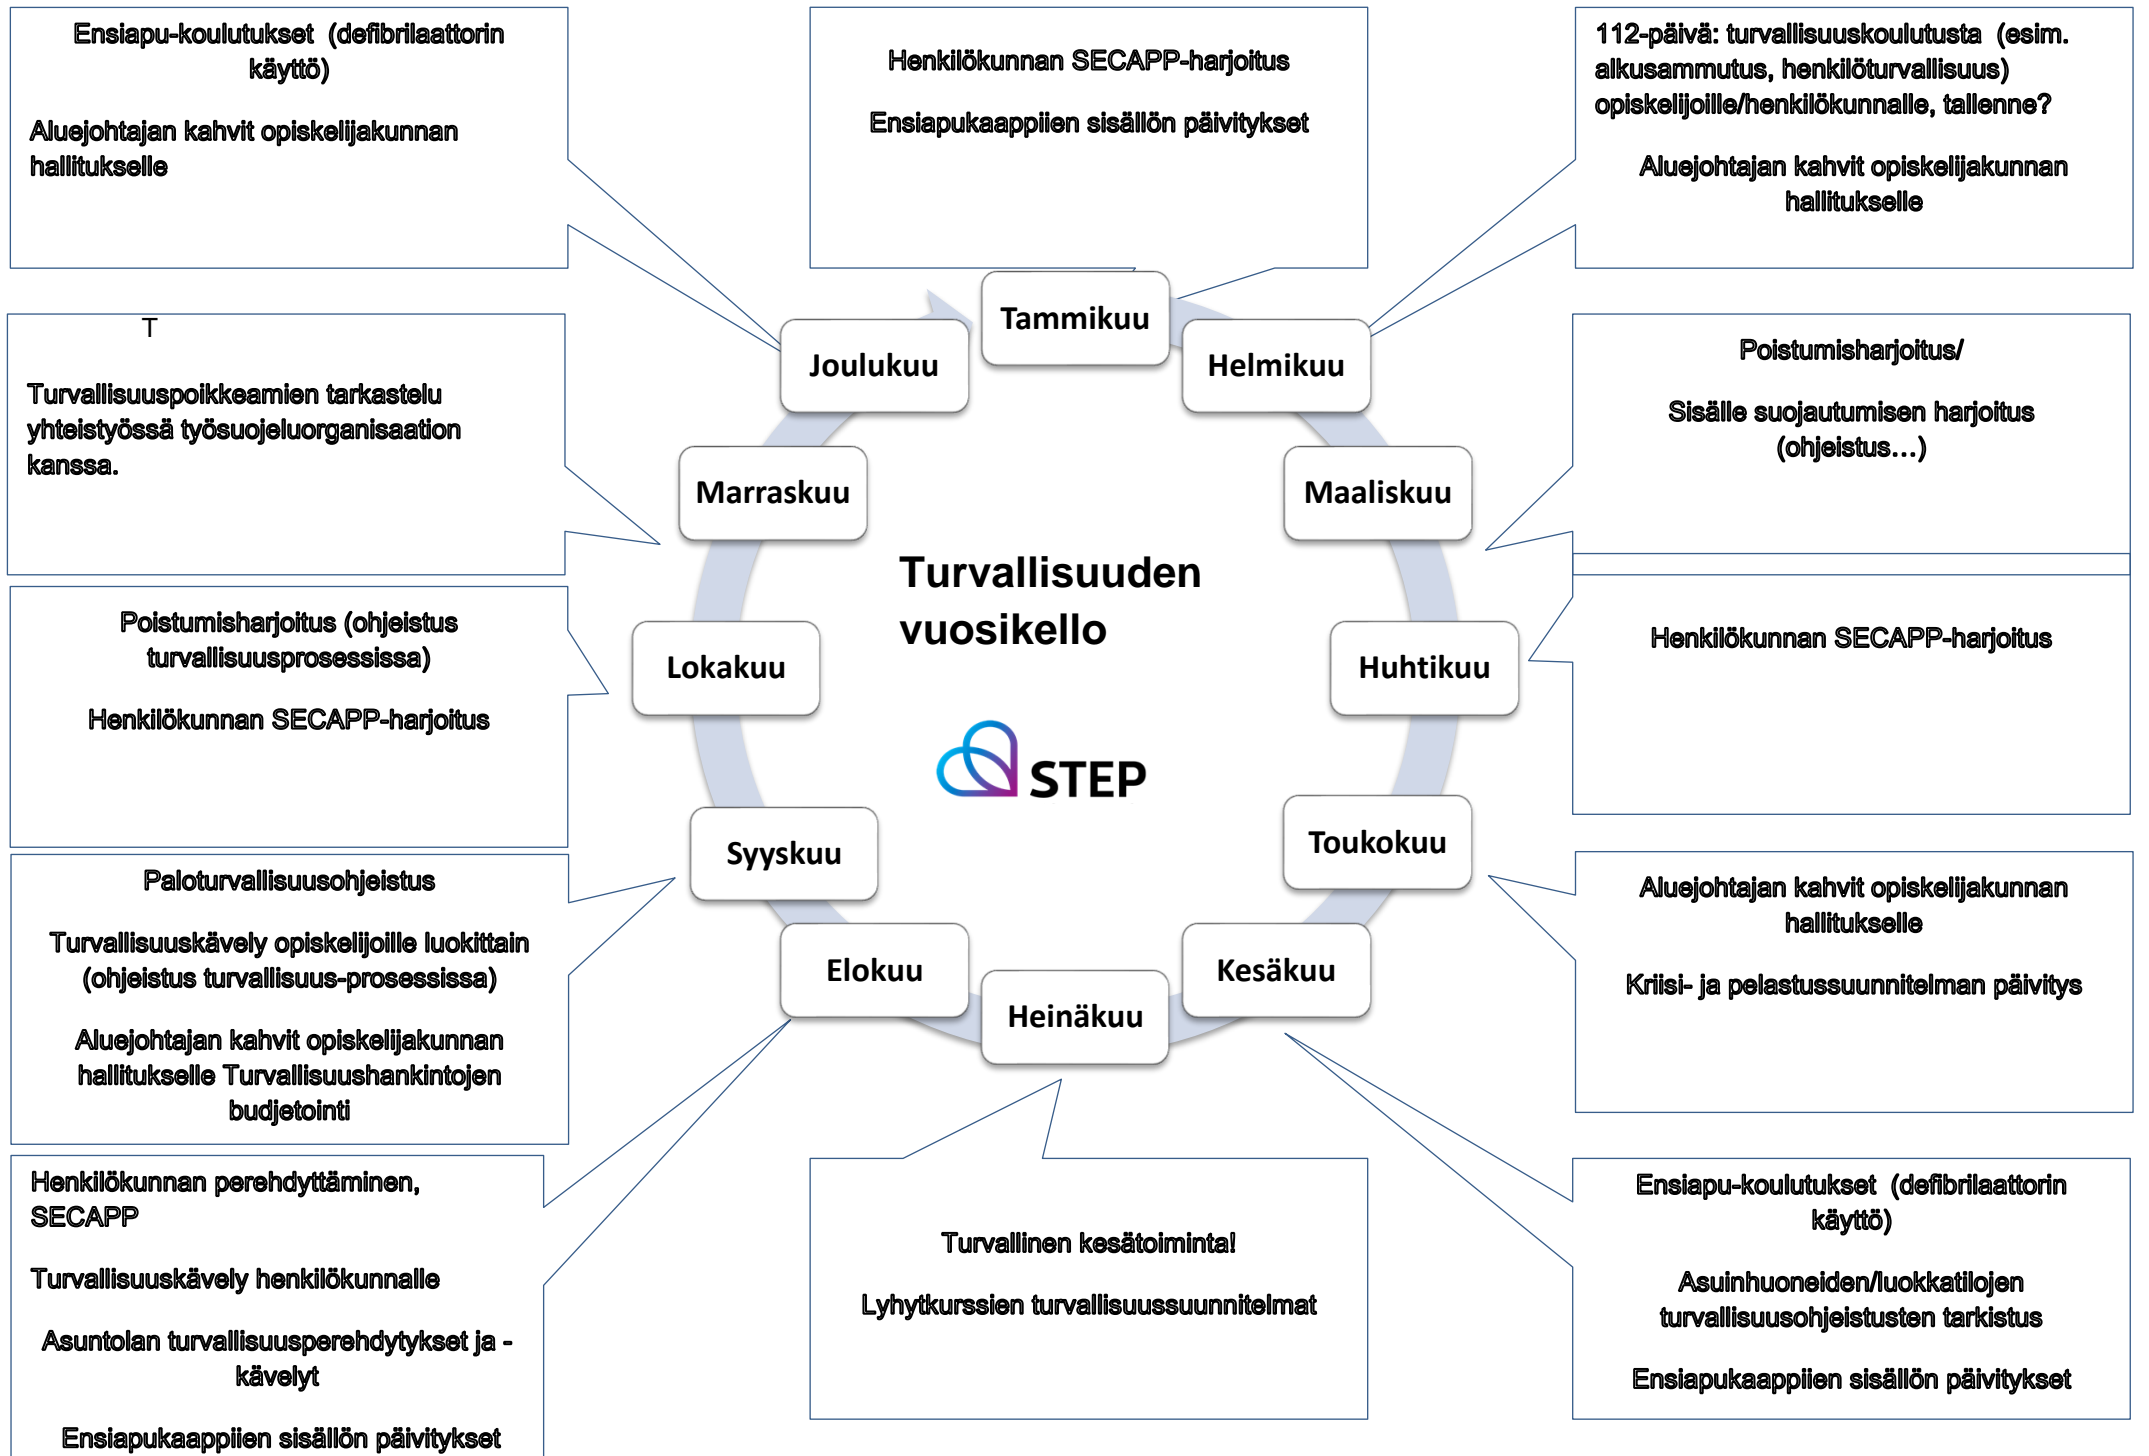 Ensiapu-koulutukset (defibrilaattorin
käyttö)
Aluejohtajan kahvit opiskelijakunnan
hallitukselle
Henkilökunnan SECAPP-harjoitus
Ensiapukaappiien sisällön päivitykset
112-päivä: turvallisuuskoulutusta (esim.
alkusammutus, henkilöturvallisuus)
opiskelijoille/henkilökunnalle, tallenne?
Aluejohtajan kahvit opiskelijakunnan
hallitukselle
T
Turvallisuuspoikkeamien tarkastelu
yhteistyössä työsuojeluorganisaation
kanssa.
Poistumisharjoitus/
Sisälle suojautumisen harjoitus
(ohjeistus...)
Poistumisharjoitus (ohjeistus
turvallisuusprosessissa)
Henkilökunnan SECAPP-harjoitus
Henkilökunnan SECAPP-harjoitus
Tammikuu
Helmikuu
Maaliskuu
Huhtikuu
Toukokuu
Kesäkuu
Heinäkuu
Elokuu
Syyskuu
Lokakuu
Marraskuu
Joulukuu
Turvallisuuden
vuosikello
STEP
Paloturvallisuusohjeistus
Turvallisuuskävely opiskelijoille luokittain
(ohjeistus turvallisuus-prosessissa)
Aluejohtajan kahvit opiskelijakunnan
hallitukselle Turvallisuushankintojen
budjetointi
Aluejohtajan kahvit opiskelijakunnan
hallitukselle
Kriisi- ja pelastussuunnitelman päivitys
Henkilökunnan perehdyttäminen,
SECAPP
Turvallisuuskävely henkilökunnalle
Asuntolan turvallisuusperehdytykset ja -
kävelyt
Ensiapukaappiien sisällön päivitykset
Turvallinen kesätoiminta!
Lyhytkurssien turvallisuussuunnitelmat
Ensiapu-koulutukset (defibrilaattorin
käyttö)
Asuinhuoneiden/luokkatilojen
turvallisuusohjeistusten tarkistus
Ensiapukaappiien sisällön päivitykset